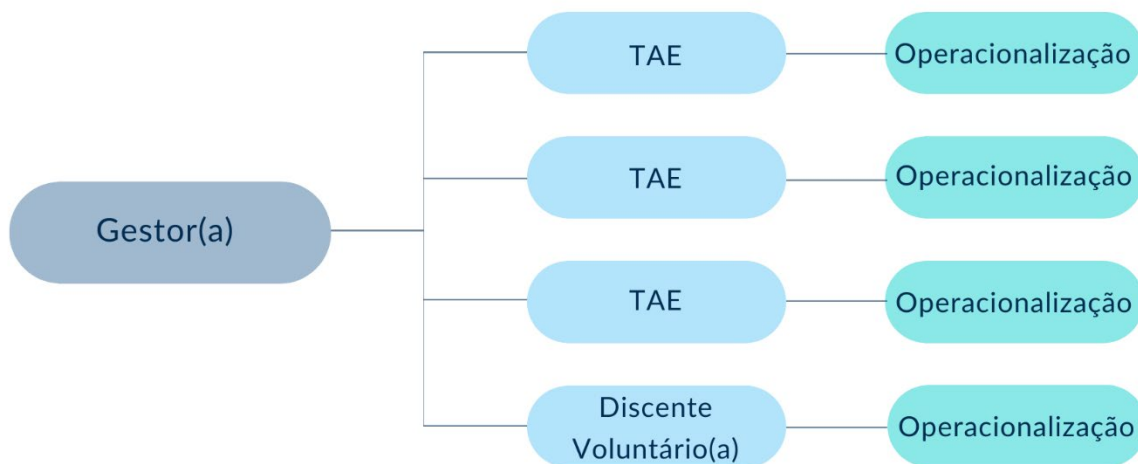 TAE
Operacionalização
TAE
Operacionalização
Gestor(a)
TAE
Operacionalização
Discente
Voluntário(a)
Operacionalização